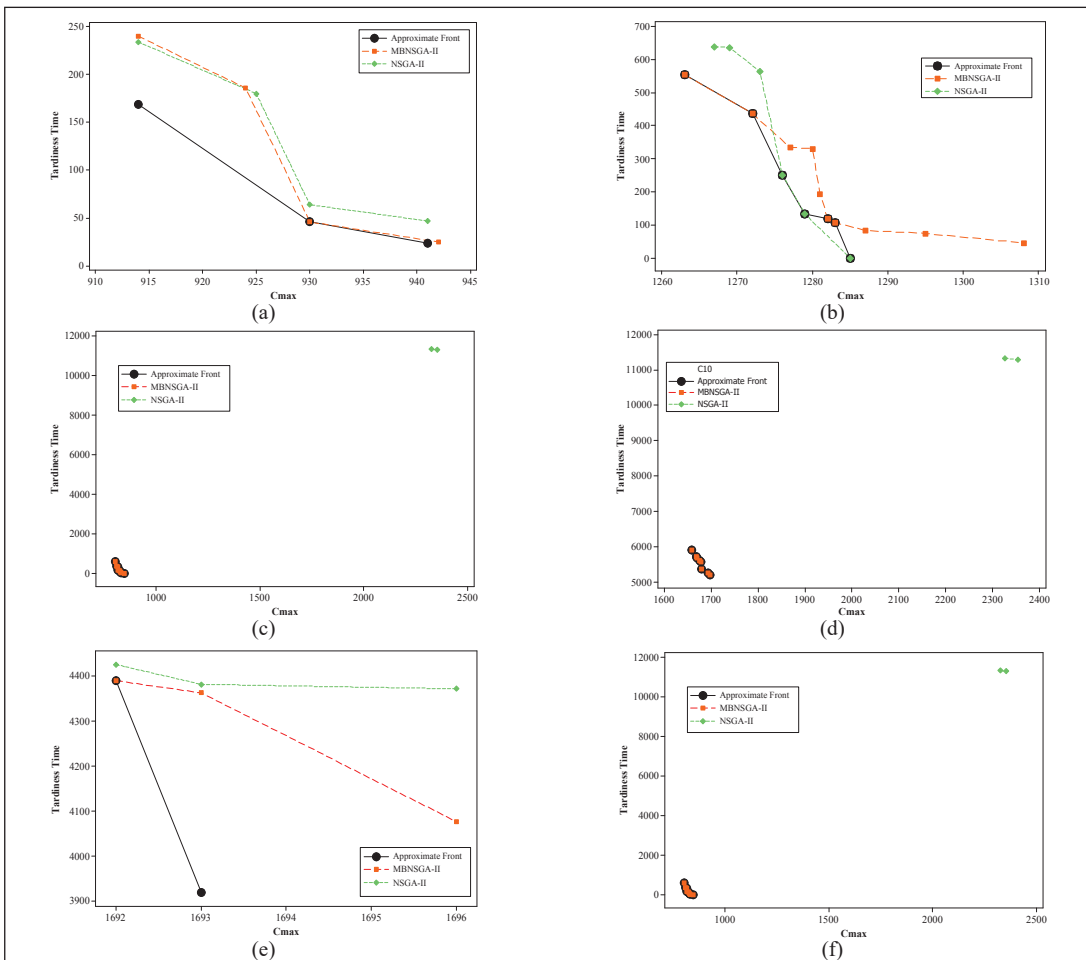 250
200
150
100
50
0
Tardiness Time
Approximate Front
MBNSGA-II
NSGA-II
910 915 920 925 930 935 940 945
Cmax
(a)
700
600
500
400
300
200
100
0
Tardiness Time
Approximate Front
MBNSGA-II
NSGA-II
1260 1270 1280 1290 1300 1310
Cmax
(b)
12000
10000
8000
6000
4000
2000
0
Tardiness Time
Approximate Front
MBNSGA-II
NSGA-II
1000 1500 2000 2500
Cmax
(c)
12000
11000
10000
9000
8000
7000
6000
5000
Tardiness Time
C10
Approximate Front
MBNSGA-II
NSGA-II
1600 1700 1800 1900 2000 2100 2200 2300 2400
Cmax
(d)
4400
4300
4200
4100
4000
3900
Tardiness Time
Approximate Front
MBNSGA-II
NSGA-II
1692 1693 1694 1695 1696
Cmax
(e)
12000
10000
8000
6000
4000
2000
0
Tardiness Time
Approximate Front
MBNSGA-II
NSGA-II
1000 1500 2000 2500
Cmax
(f)